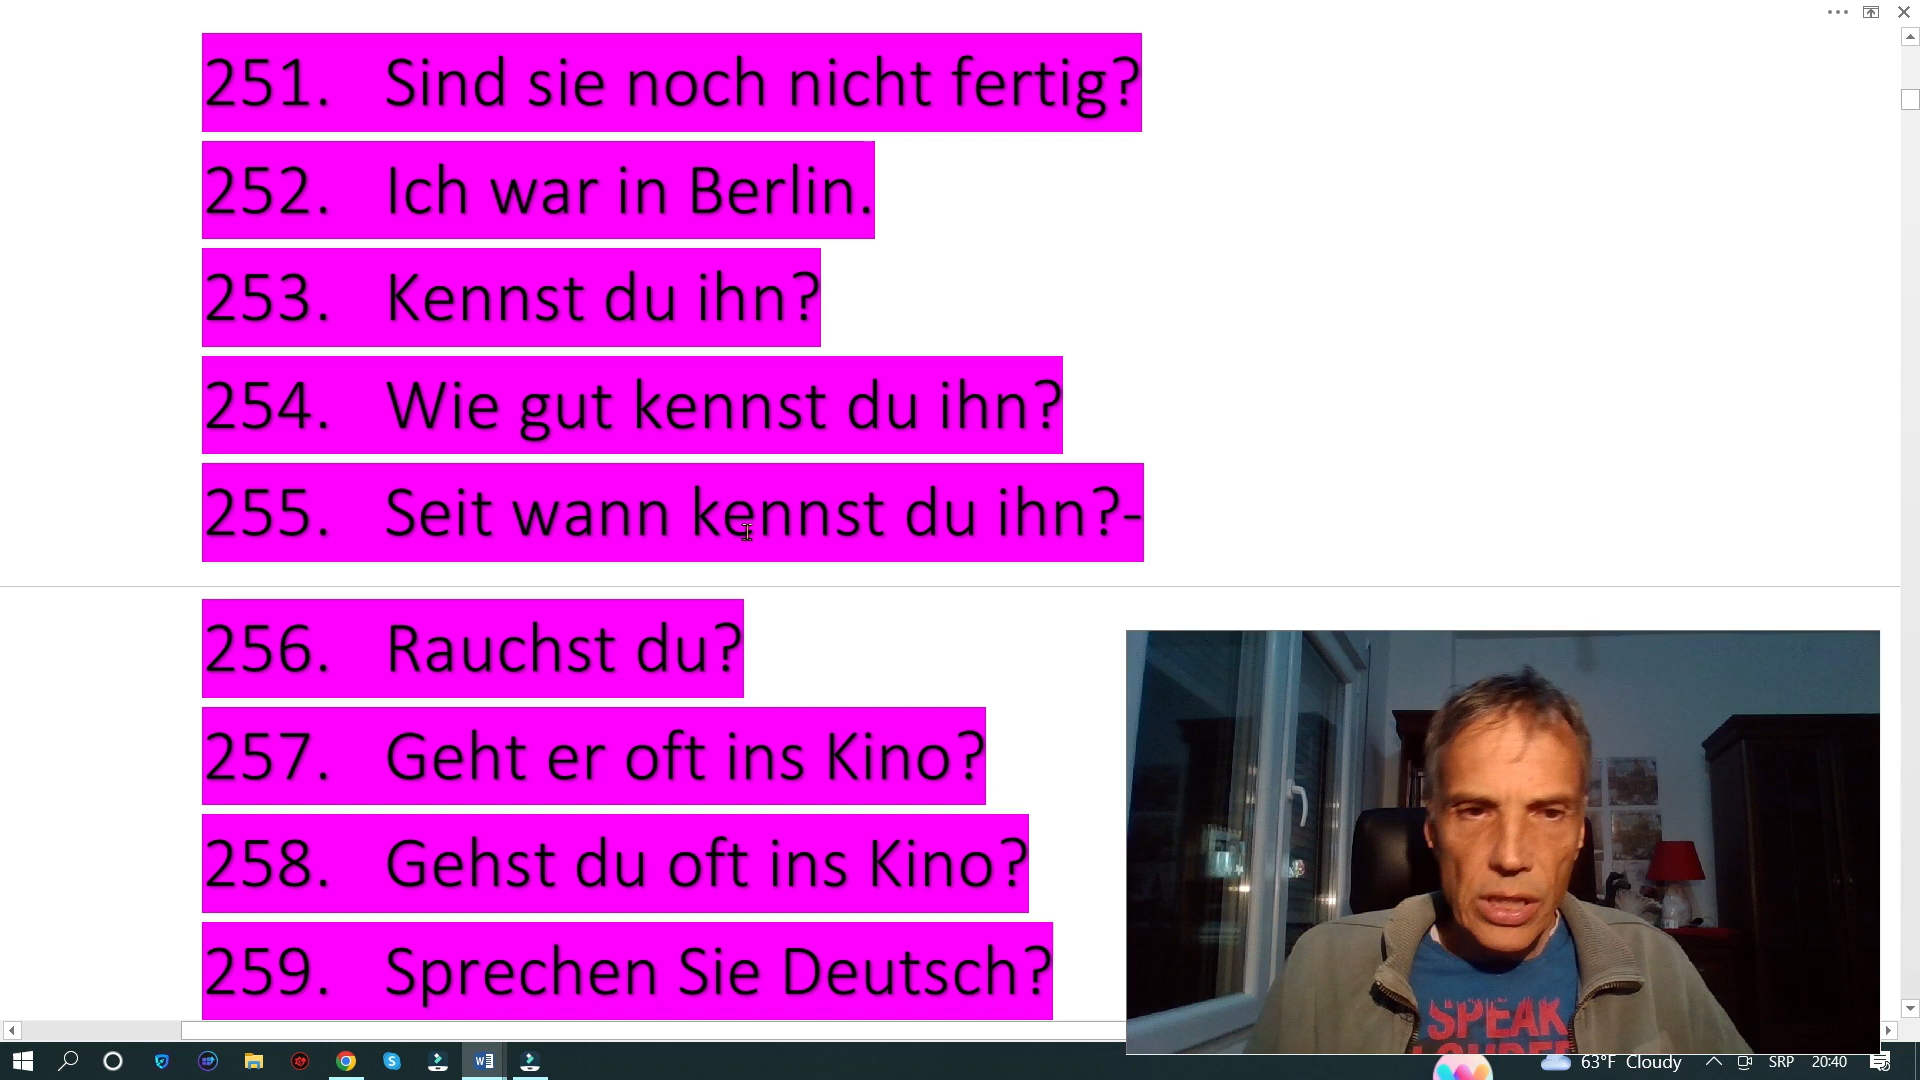 251. Sind sie noch nicht fertig?
252. Ich war in Berlin.
253. Kennst du ihn?
254. Wie gut kennst du ihn?
255. Seit wann kennst du ihn?-
256. Rauchst du?
257. Geht er oft ins Kino?
258. Gehst du oft ins Kino?
259. Sprechen Sie Deutsch?
SPEAK
LOUDER
63°F Cloudy
SRP
20:40